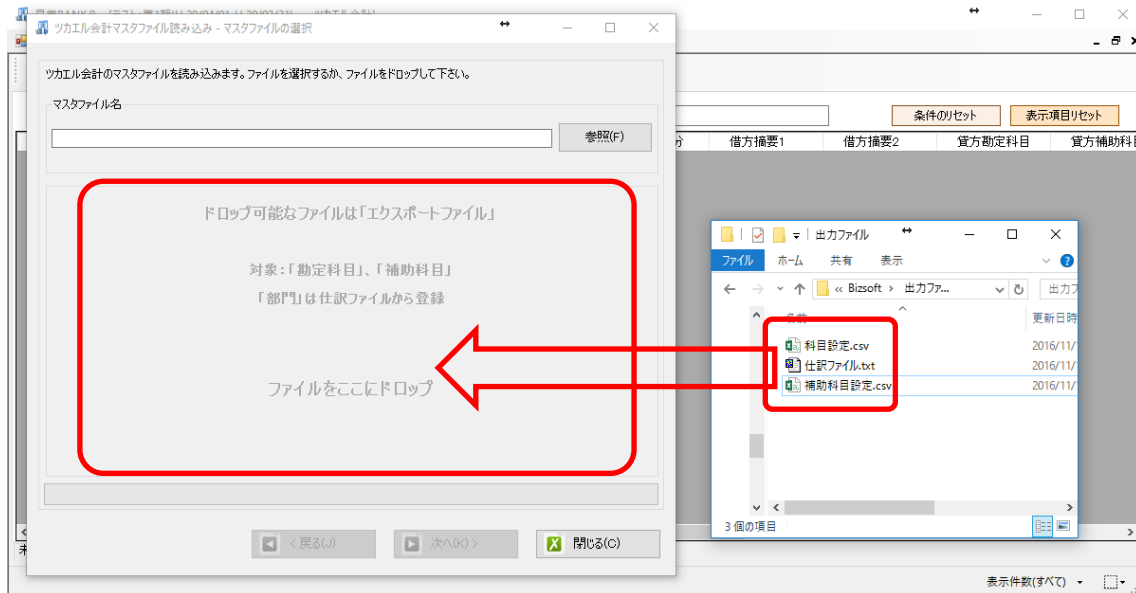 ツカエル会計マスタファイル読み込み - マスタファイルの選択
ツカエル会計のマスタファイルを読み込みます。ファイルを選択するか、ファイルをドロップして下さい。
マスタファイル名
参照(F)
条件のリセット
表示項目リセット
借方摘要1
借方摘要2
貸方勘定科目
貸方補助科
ドロップ可能なファイルは「エクスポートファイル」
対象：「勘定科目」、「補助科目」
「部門」は仕訳ファイルから登録
ファイルをここにドロップ
出力ファイル
ファイル
ホーム
共有
表示
« Bizsoft › 出力ファ...
出力フ
更新日時
科目設定.csv
2016/11/
仕訳ファイル.txt
2016/11/
補助科目設定.csv
2016/11/
3 個の項目
< 戻る(J)
次へ(K) >
閉じる(C)
表示件数(すべて)